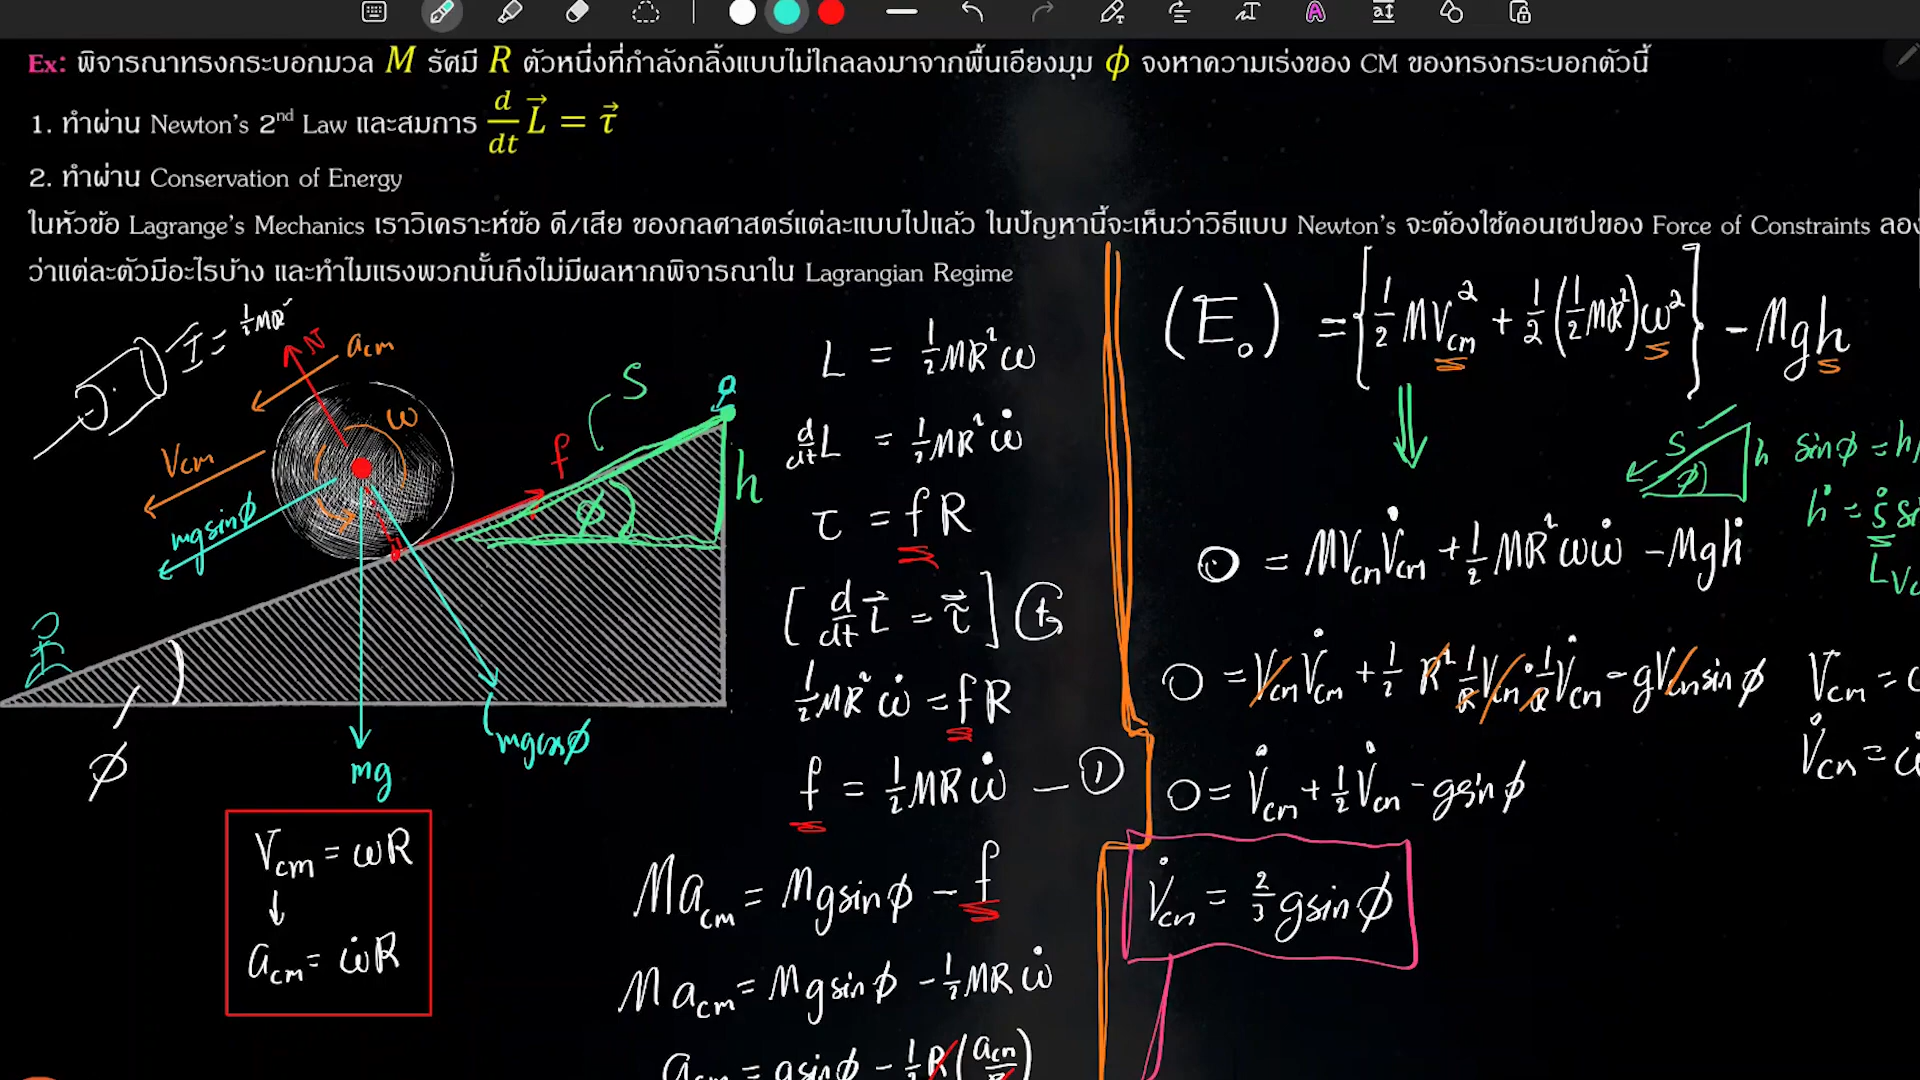 Ex: พิจารณาทรงกระบอกมวล M รัศมี R ตัวหนึ่งที่กำลังกลิ้งแบบไม่ไถลลงมาจากพื้นเอียงมุม ϕ จงหาความเร่งของ CM ของทรงกระบอกตัวนี้
1. ทำผ่าน Newton's 2nd Law และสมการ d/dt L⃗ = τ⃗
2. ทำผ่าน Conservation of Energy
ในหัวข้อ Lagrange's Mechanics เราวิเคราะห์ข้อ ดี/เสีย ของกลศาสตร์แต่ละแบบไปแล้ว ในปัญหานี้จะเห็นว่าวิธีแบบ Newton's จะต้องใช้คอนเซปของ Force of Constraints ลอง
ว่าแต่ละตัวมีอะไรบ้าง และทำไมแรงพวกนั้นถึงไม่มีผลหากพิจารณาใน Lagrangian Regime
I = ½MR²
N
a_cm
ω
V_cm
mg sinϕ
f
S
h
ϕ
mg
mg cosϕ
ϕ
V_cm = ωR
↓
a_cm = ω̇R
L = ½MR²ω
d/dt L = ½MR²ω̇
τ = fR
[d/dt L⃗ = τ⃗]
½MR²ω̇ = fR
f = ½MRω̇ — ①
Ma_cm = Mg sinϕ − f
Ma_cm = Mg sinϕ − ½MRω̇
a_cm = g sinϕ − ½R(a_cm/R)
(E₀) = {½MV_cm² + ½(½MR²)ω²} − Mgh
S
h
ϕ
sinϕ = h/
ḣ = ṡ
0 = MV_cm V̇_cm + ½MR²ωω̇ − Mgḣ
0 = V_cm V̇_cm + ½ R² 1/R V_cm · 1/R V̇_cm − gV_cm sinϕ
V_cm =
V̇_cm =
0 = V̇_cm + ½V̇_cm − g sinϕ
V̇_cm = ⅔ g sinϕ